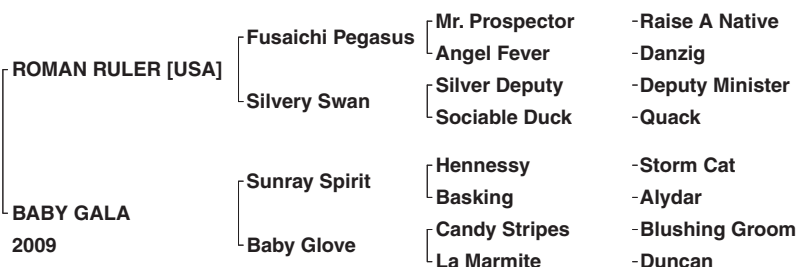 Mr. Prospector -Raise A Native
Fusaichi Pegasus
Angel Fever -Danzig
ROMAN RULER [USA]
Silver Deputy -Deputy Minister
Silvery Swan
Sociable Duck -Quack
Hennessy -Storm Cat
Sunray Spirit
Basking -Alydar
BABY GALA
Candy Stripes -Blushing Groom
2009
Baby Glove
La Marmite -Duncan